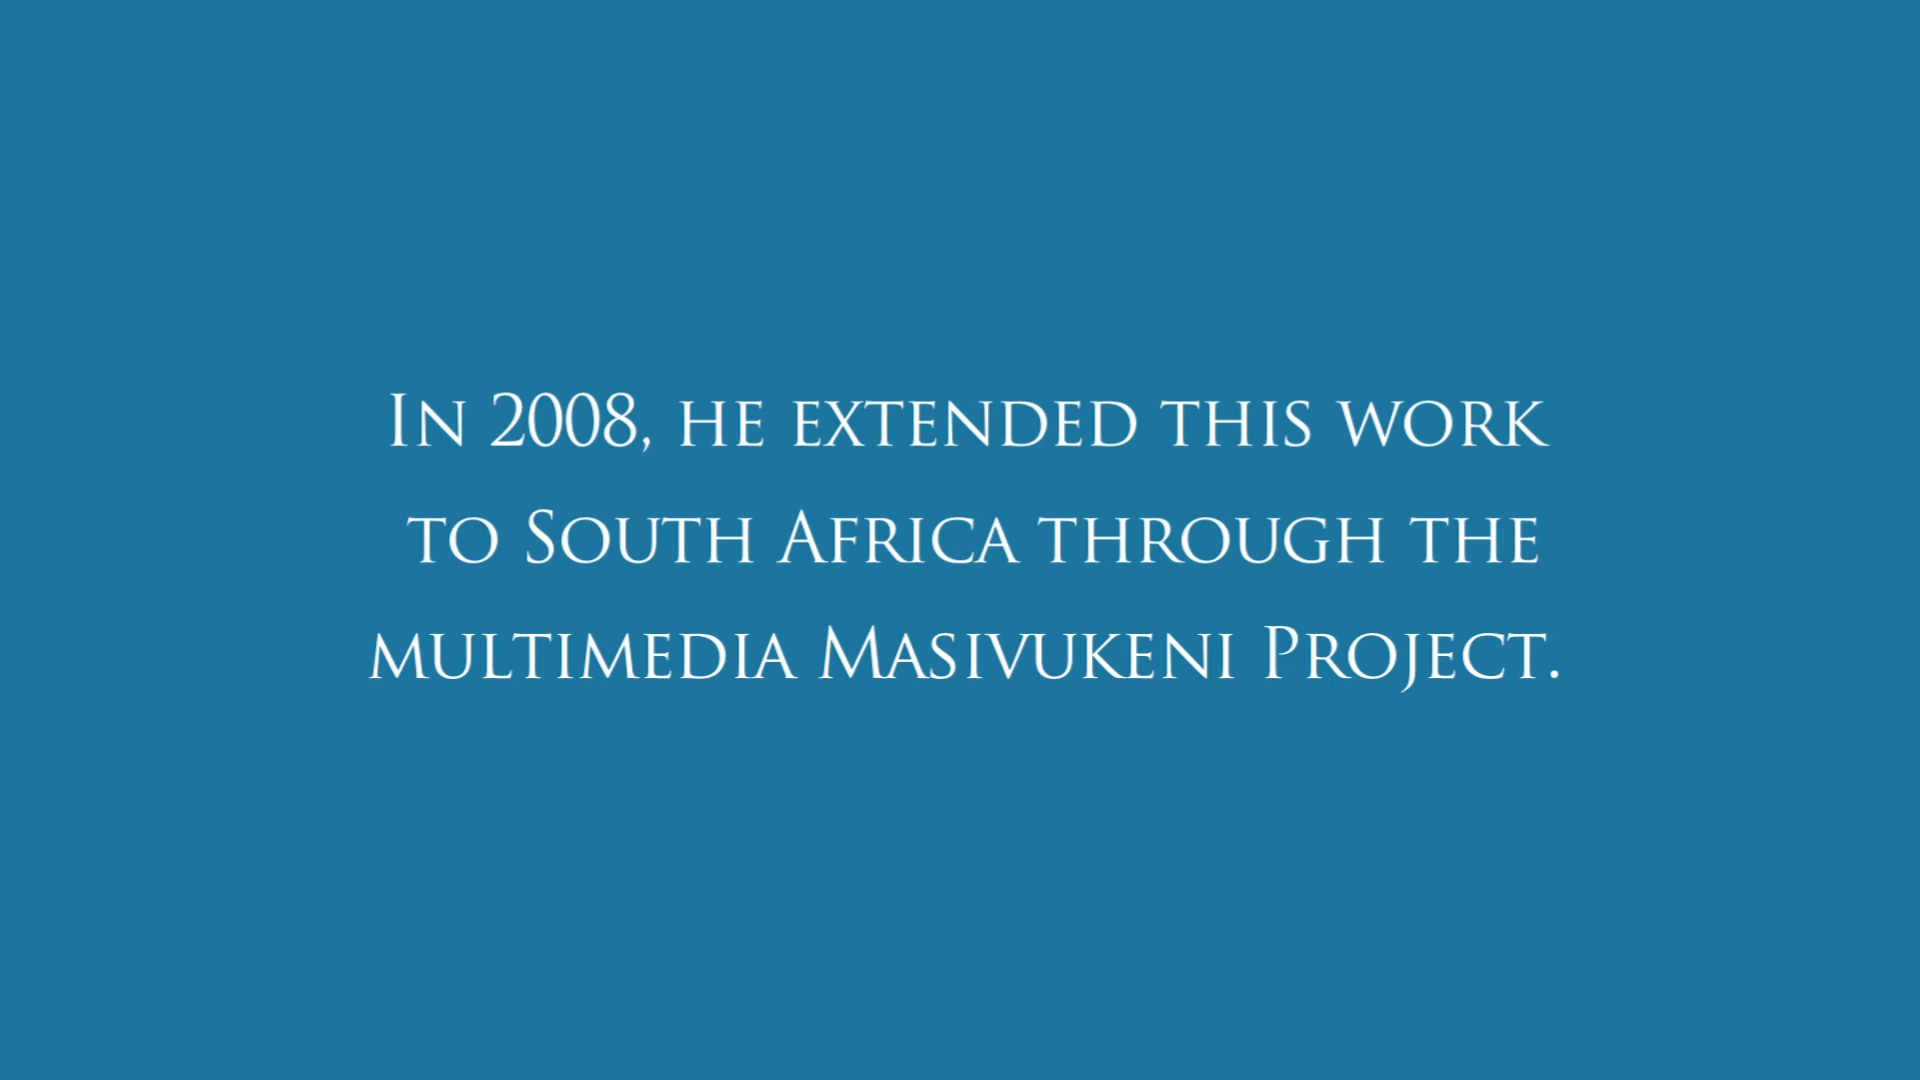 In 2008, he extended this work
to South Africa through the
multimedia Masivukeni Project.